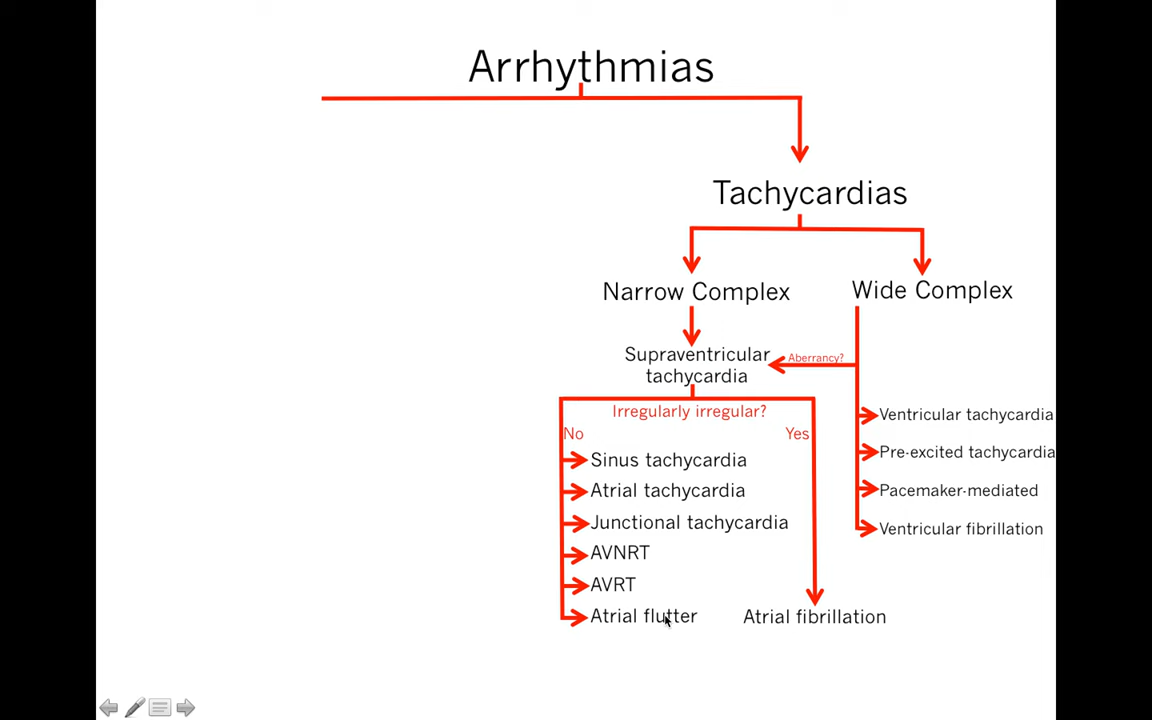 Arrhythmias
Tachycardias
Narrow Complex
Wide Complex
Supraventricular
tachycardia
Aberrancy?
Irregularly irregular?
No
Yes
Sinus tachycardia
Atrial tachycardia
Junctional tachycardia
AVNRT
AVRT
Atrial flutter
Atrial fibrillation
Ventricular tachycardia
Pre-excited tachycardia
Pacemaker-mediated
Ventricular fibrillation